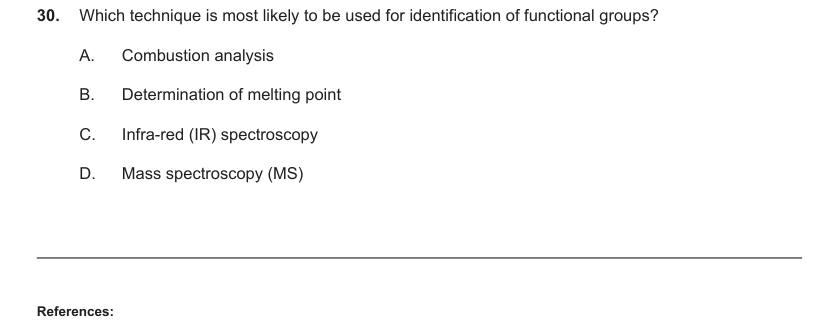 30. Which technique is most likely to be used for identification of functional groups?
A. Combustion analysis
B. Determination of melting point
C. Infra-red (IR) spectroscopy
D. Mass spectroscopy (MS)
References: